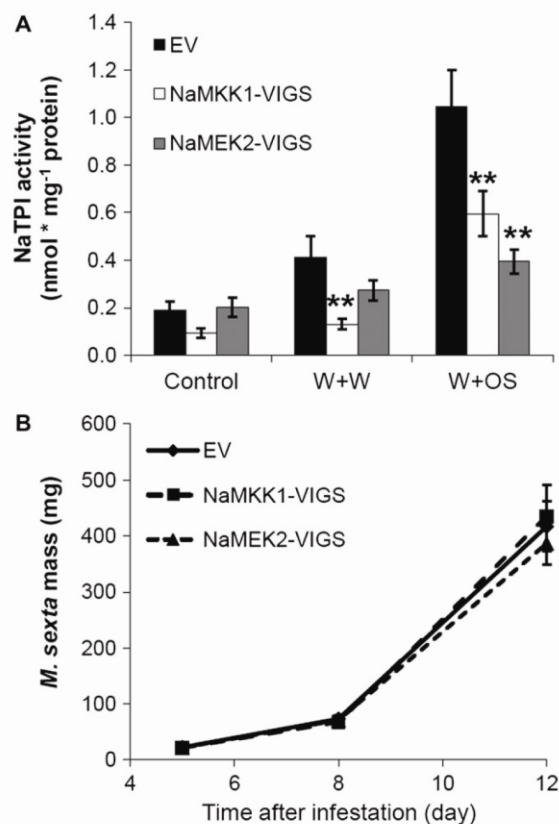 A
EV
NaMKK1-VIGS
NaMEK2-VIGS
NaTPI activity
(nmol * mg⁻¹ protein)
1.4
1.2
1.0
0.8
0.6
0.4
0.2
0.0
**
**
**
Control W+W W+OS
B
EV
NaMKK1-VIGS
NaMEK2-VIGS
M. sexta mass (mg)
600
500
400
300
200
100
0
4 6 8 10 12
Time after infestation (day)